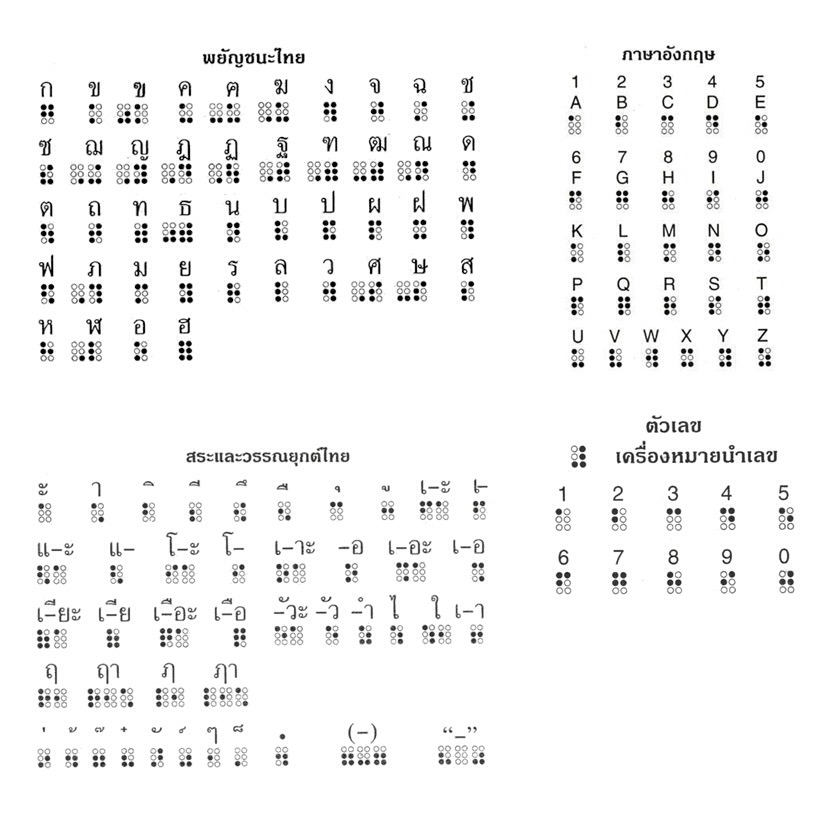 พยัญชนะไทย
ก ข ฃ ค ฅ ฆ ง จ ฉ ช
ซ ฌ ญ ฎ ฏ ฐ ฑ ฒ ณ ด
ต ถ ท ธ น บ ป ผ ฝ พ
ฟ ภ ม ย ร ล ว ศ ษ ส
ห ฬ อ ฮ
ภาษาอังกฤษ
1 2 3 4 5
A B C D E
6 7 8 9 0
F G H I J
K L M N O
P Q R S T
U V W X Y Z
สระและวรรณยุกต์ไทย
ะ า ิ ี ึ ื ุ ู เ–ะ เ–
แ–ะ แ– โ–ะ โ– เ–าะ –อ เ–อะ เ–อ
เ–ียะ เ–ีย เ–ือะ เ–ือ –ัวะ –ัว –ำ ไ ใ เ–า
ฤ ฤา ฦ ฦา
่ ้ ๊ ๋ ั ์ ๆ ็ . (–) “–”
ตัวเลข
เครื่องหมายนำเลข
1 2 3 4 5
6 7 8 9 0